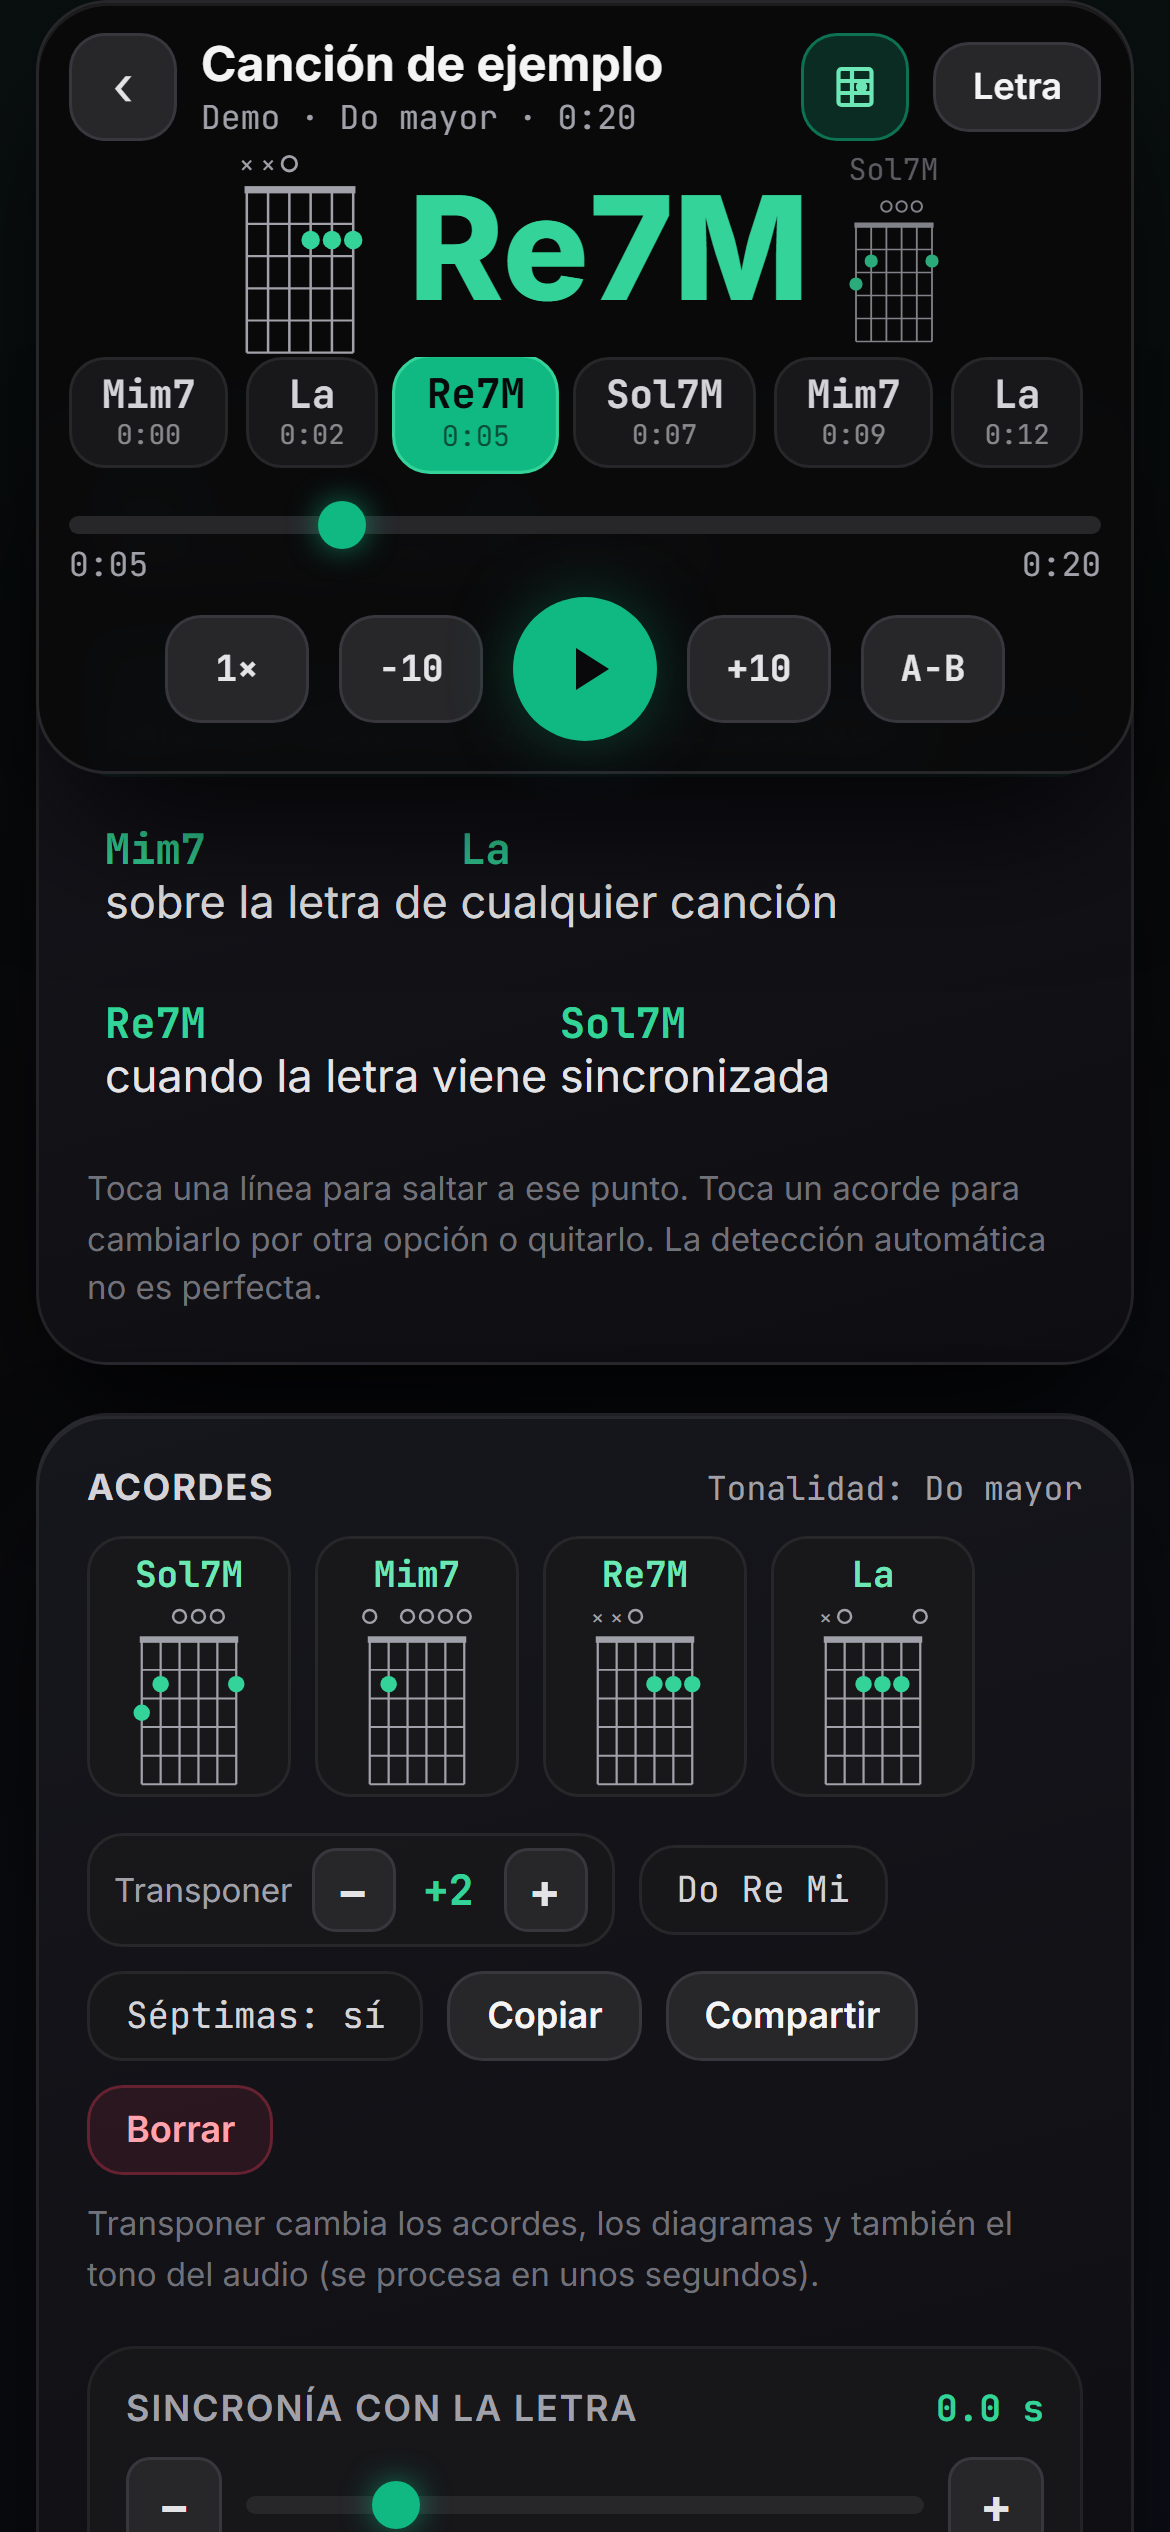 Canción de ejemplo
Demo · Do mayor · 0:20
Letra
Re7M
Sol7M
Mim7 La Re7M Sol7M Mim7 La
0:00 0:02 0:05 0:07 0:09 0:12
0:05 0:20
1× -10 +10 A-B
Mim7 La
sobre la letra de cualquier canción
Re7M Sol7M
cuando la letra viene sincronizada
Toca una línea para saltar a ese punto. Toca un acorde para
cambiarlo por otra opción o quitarlo. La detección automática
no es perfecta.
ACORDES Tonalidad: Do mayor
Sol7M Mim7 Re7M La
Transponer − +2 + Do Re Mi
Séptimas: sí Copiar Compartir
Borrar
Transponer cambia los acordes, los diagramas y también el
tono del audio (se procesa en unos segundos).
SINCRONÍA CON LA LETRA 0.0 s
− +